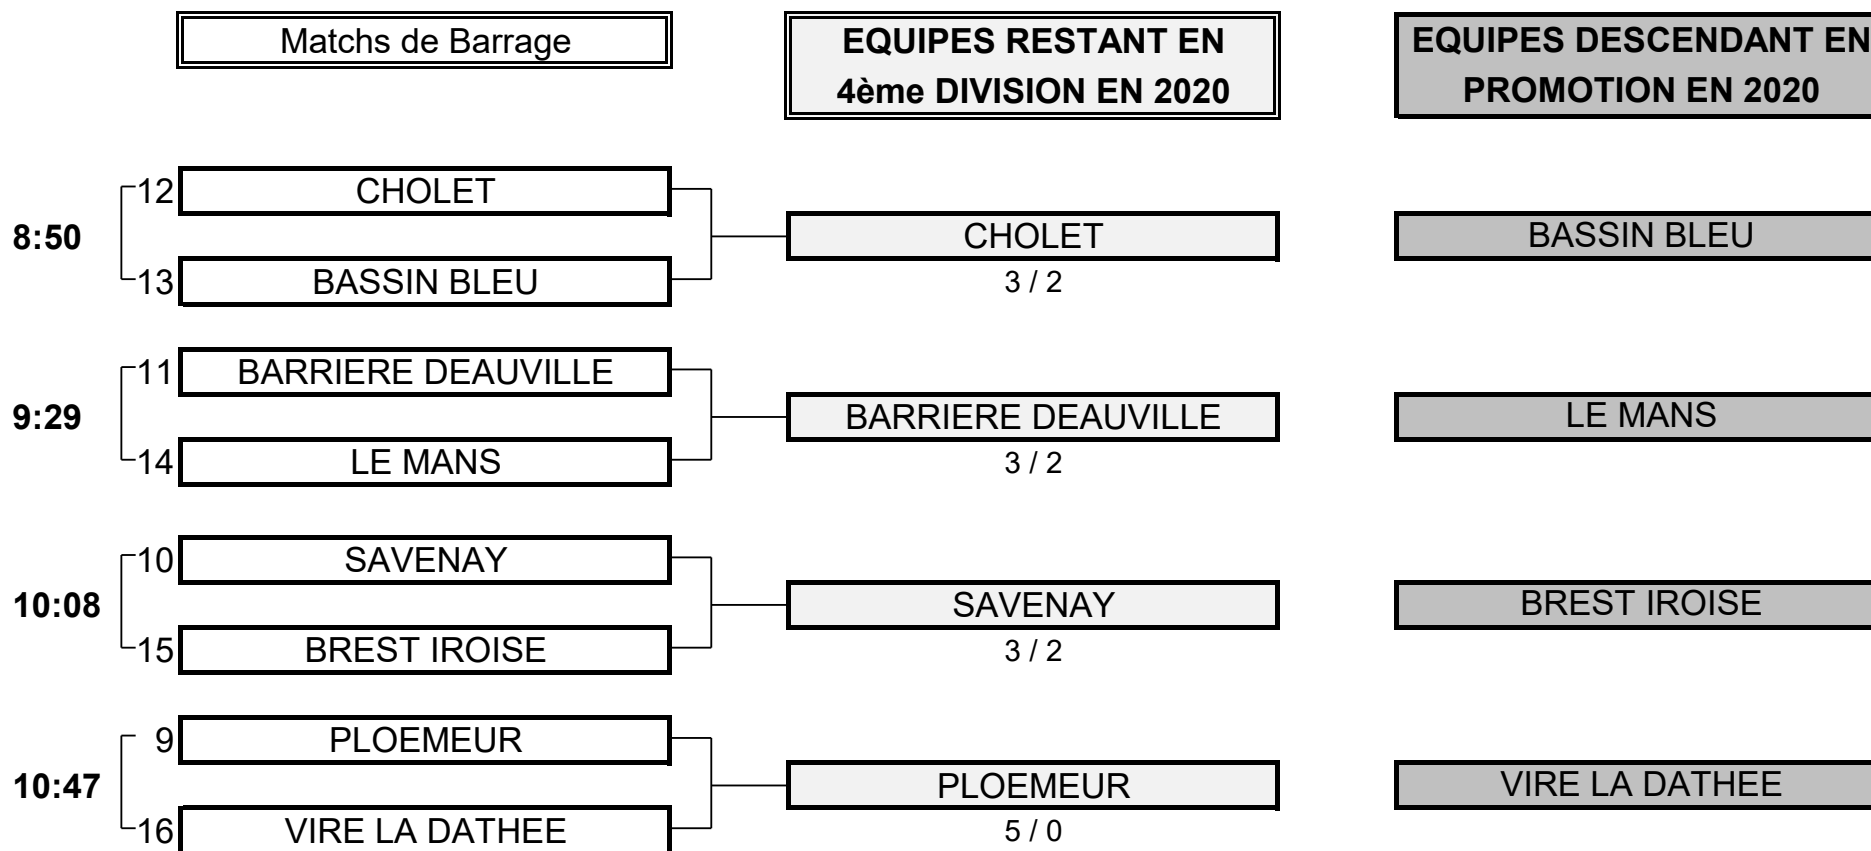 Matchs de Barrage
EQUIPES RESTANT EN
4ème DIVISION EN 2020
EQUIPES DESCENDANT EN
PROMOTION EN 2020
12 CHOLET
8:50
CHOLET
BASSIN BLEU
13 BASSIN BLEU
3 / 2
11 BARRIERE DEAUVILLE
9:29
BARRIERE DEAUVILLE
LE MANS
14 LE MANS
3 / 2
10 SAVENAY
10:08
SAVENAY
BREST IROISE
15 BREST IROISE
3 / 2
9 PLOEMEUR
10:47
PLOEMEUR
VIRE LA DATHEE
16 VIRE LA DATHEE
5 / 0